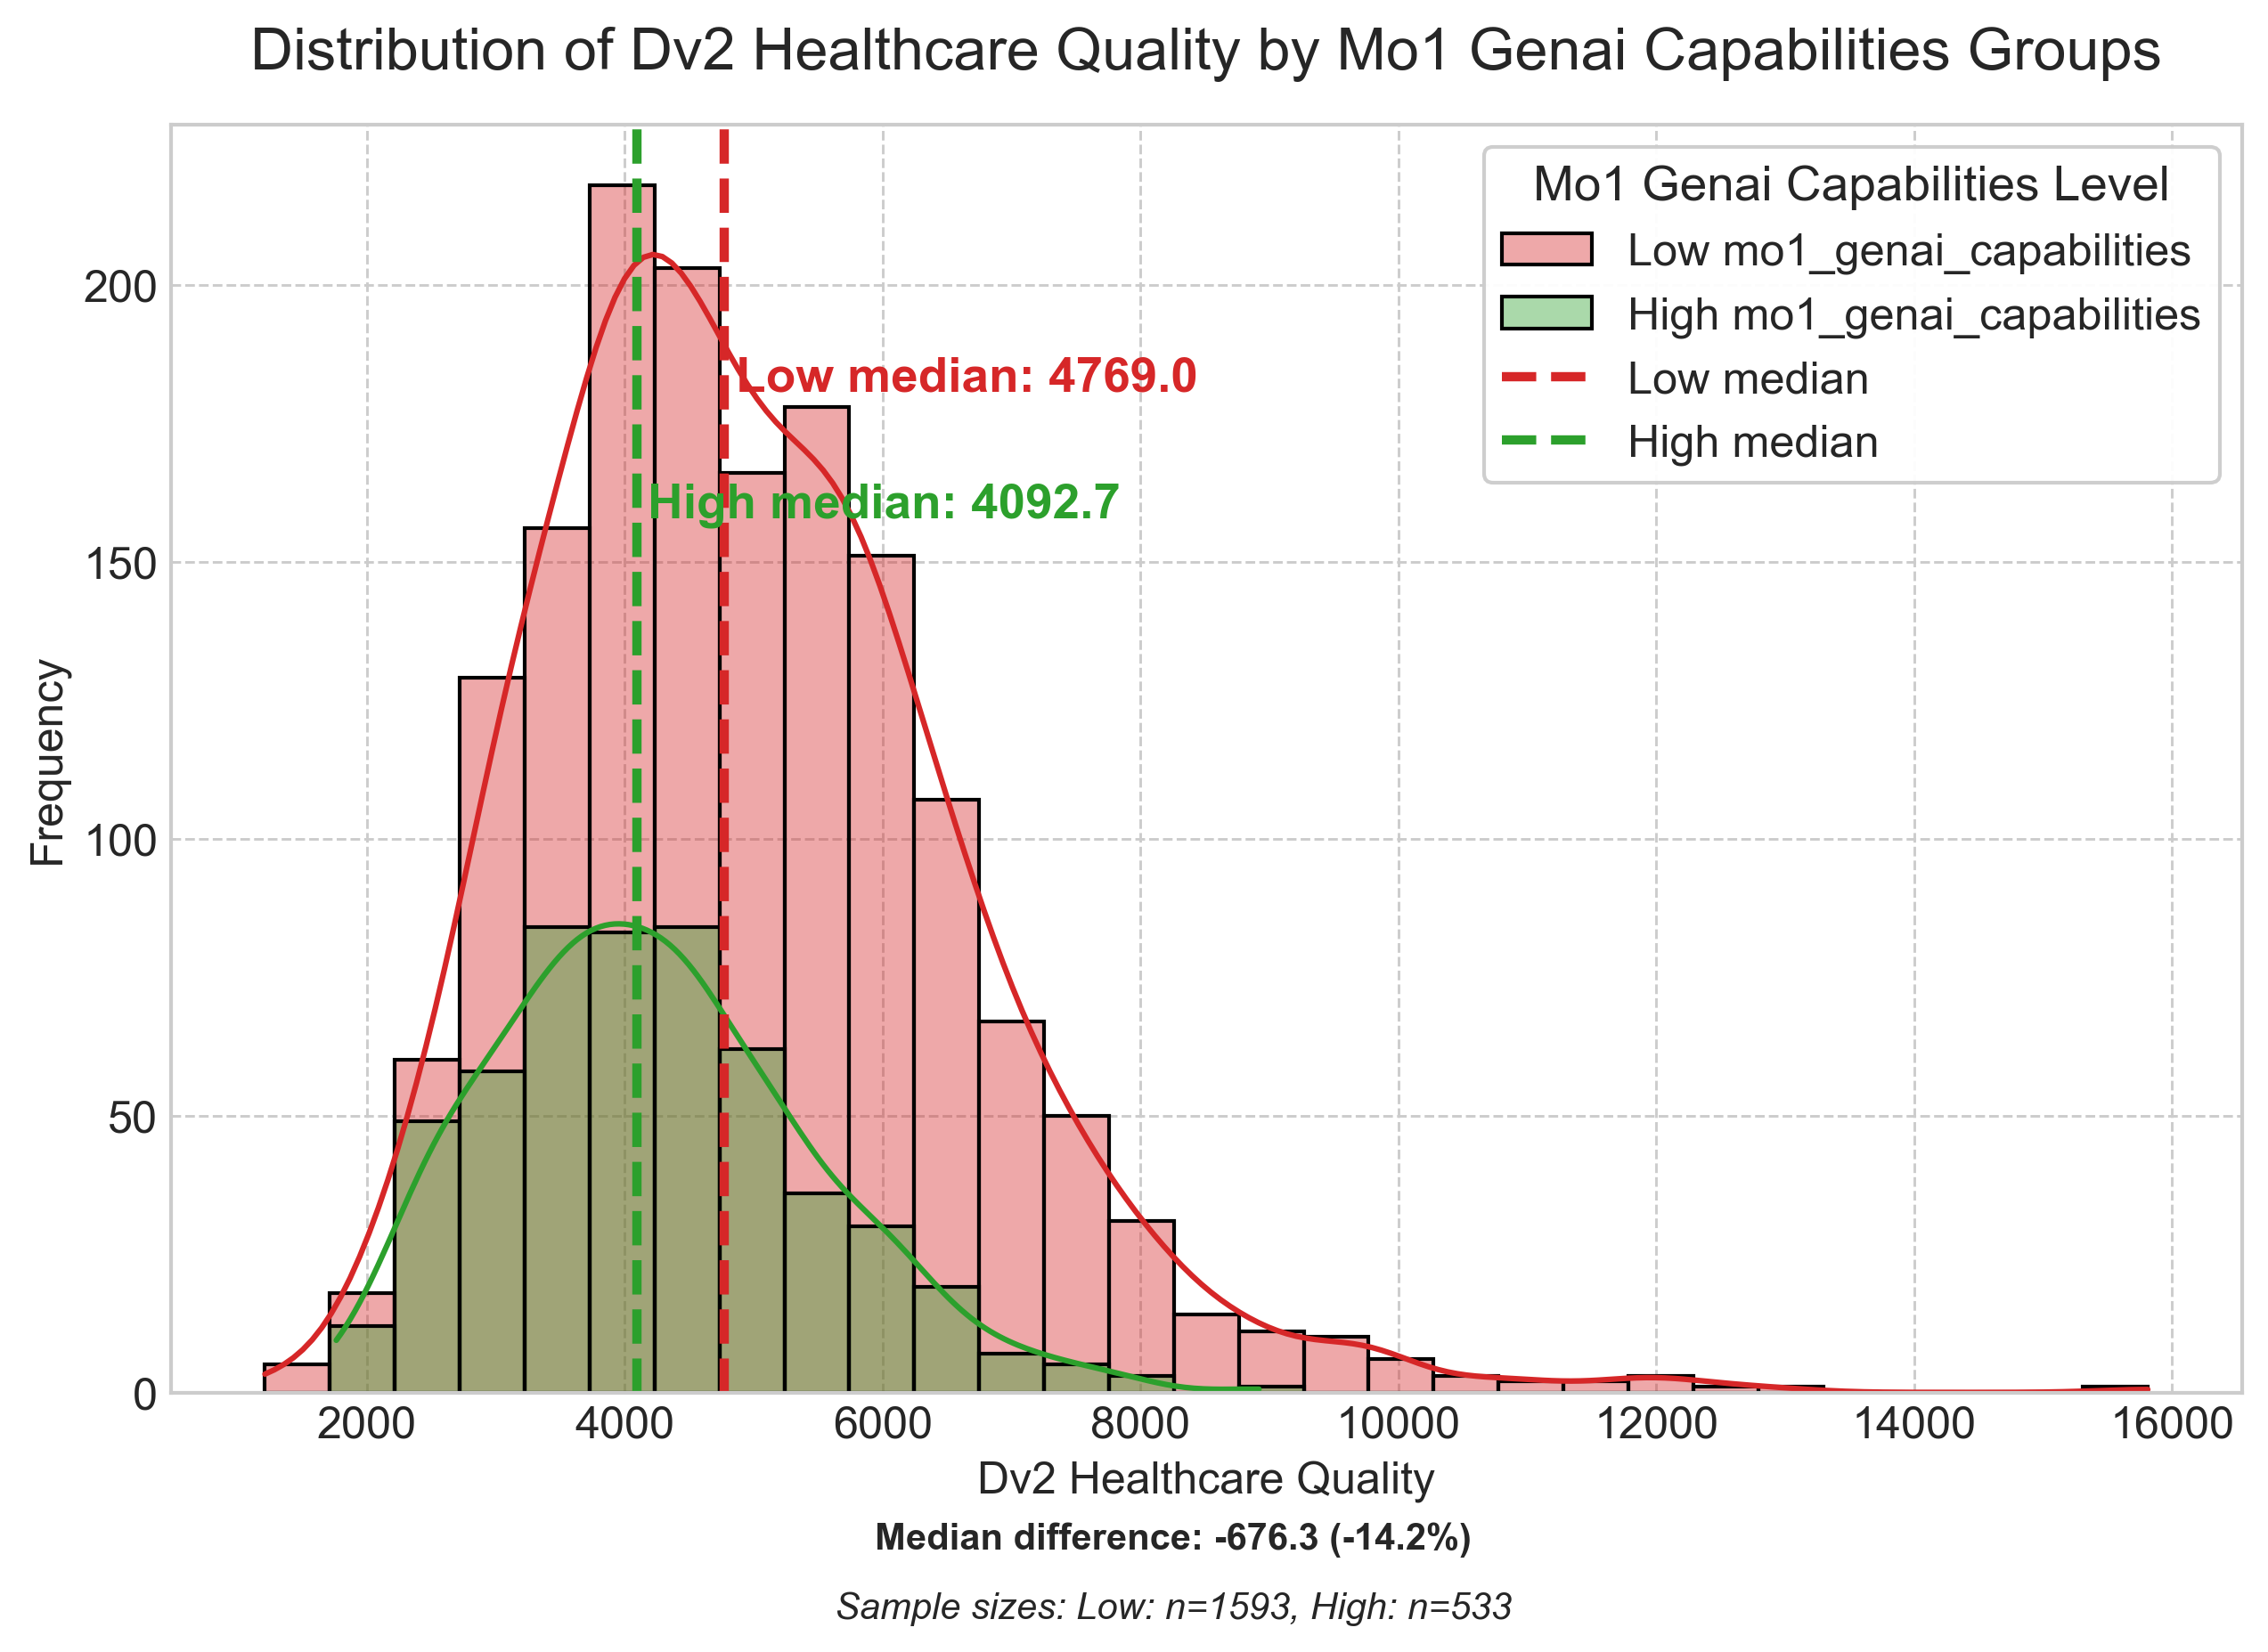 Distribution of Dv2 Healthcare Quality by Mo1 Genai Capabilities Groups
Mo1 Genai Capabilities Level
Low mo1_genai_capabilities
High mo1_genai_capabilities
Low median
High median
Low median: 4769.0
High median: 4092.7
Frequency
200
150
100
50
0
2000 4000 6000 8000 10000 12000 14000 16000
Dv2 Healthcare Quality
Median difference: -676.3 (-14.2%)
Sample sizes: Low: n=1593, High: n=533